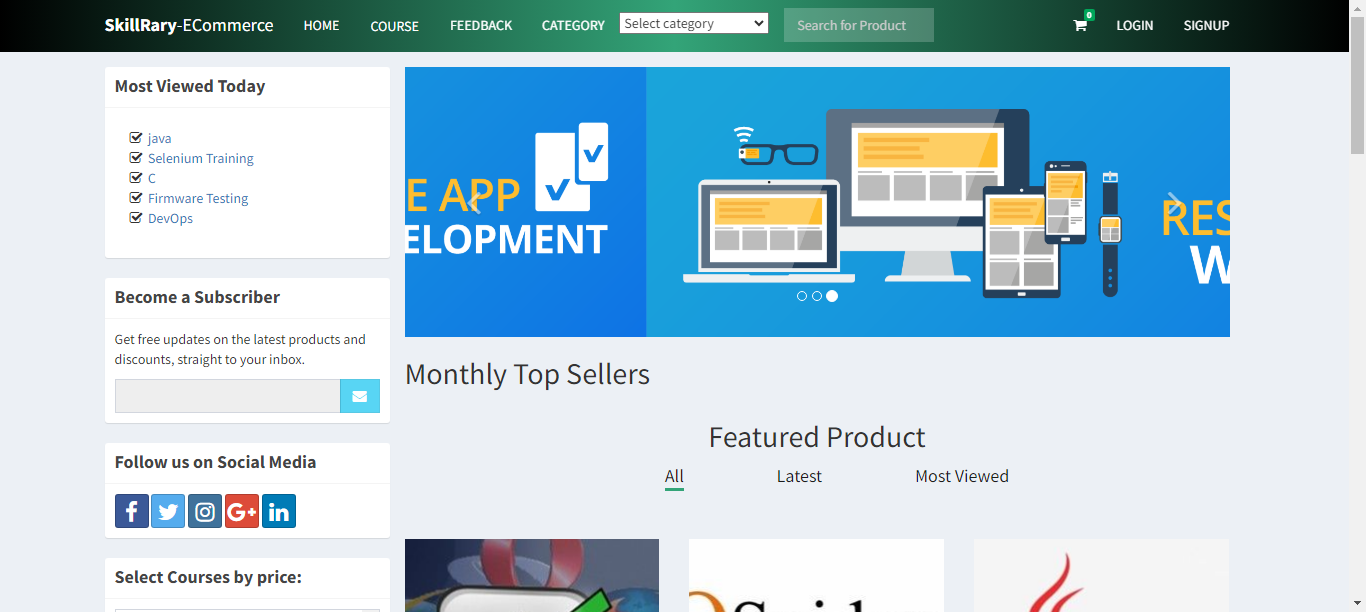 SkillRary-ECommerce HOME COURSE FEEDBACK CATEGORY Select category Search for Product 0 LOGIN SIGNUP
Most Viewed Today
java
Selenium Training
C
Firmware Testing
DevOps
Become a Subscriber
Get free updates on the latest products and
discounts, straight to your inbox.
Follow us on Social Media
Select Courses by price:
E APP
ELOPMENT
RES
W
Monthly Top Sellers
Featured Product
All Latest Most Viewed